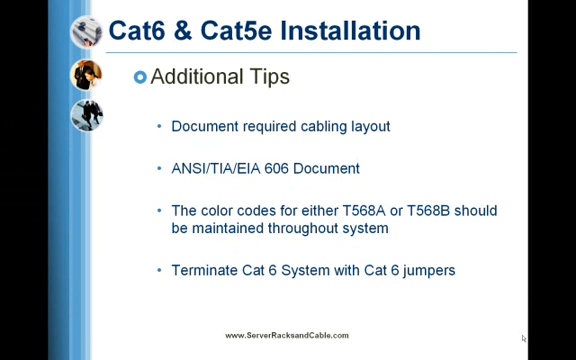 Cat6 & Cat5e Installation
Additional Tips
• Document required cabling layout
• ANSI/TIA/EIA 606 Document
• The color codes for either T568A or T568B should
be maintained throughout system
• Terminate Cat 6 System with Cat 6 jumpers
www.ServerRacksandCable.com